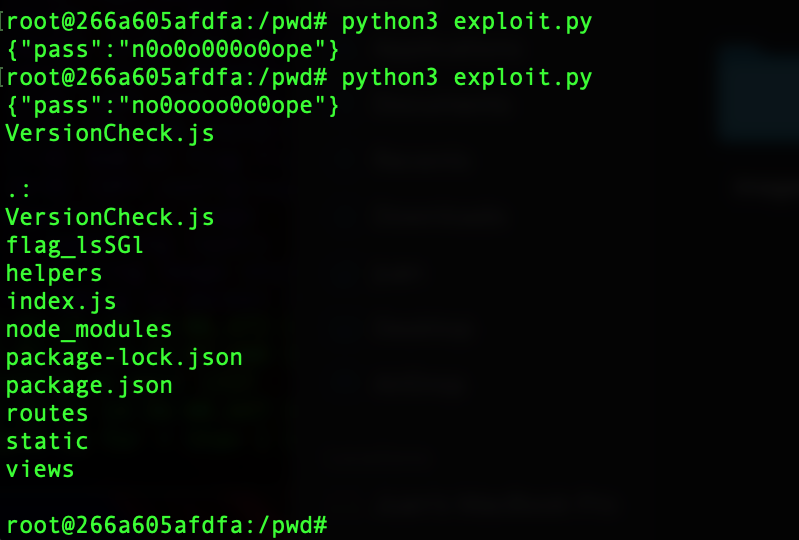 [root@266a605afdfa:/pwd# python3 exploit.py
{"pass":"n0o0o000o0ope"}
[root@266a605afdfa:/pwd# python3 exploit.py
{"pass":"no0oooo0o0ope"}
VersionCheck.js
.:
VersionCheck.js
flag_lsSGl
helpers
index.js
node_modules
package-lock.json
package.json
routes
static
views
root@266a605afdfa:/pwd#